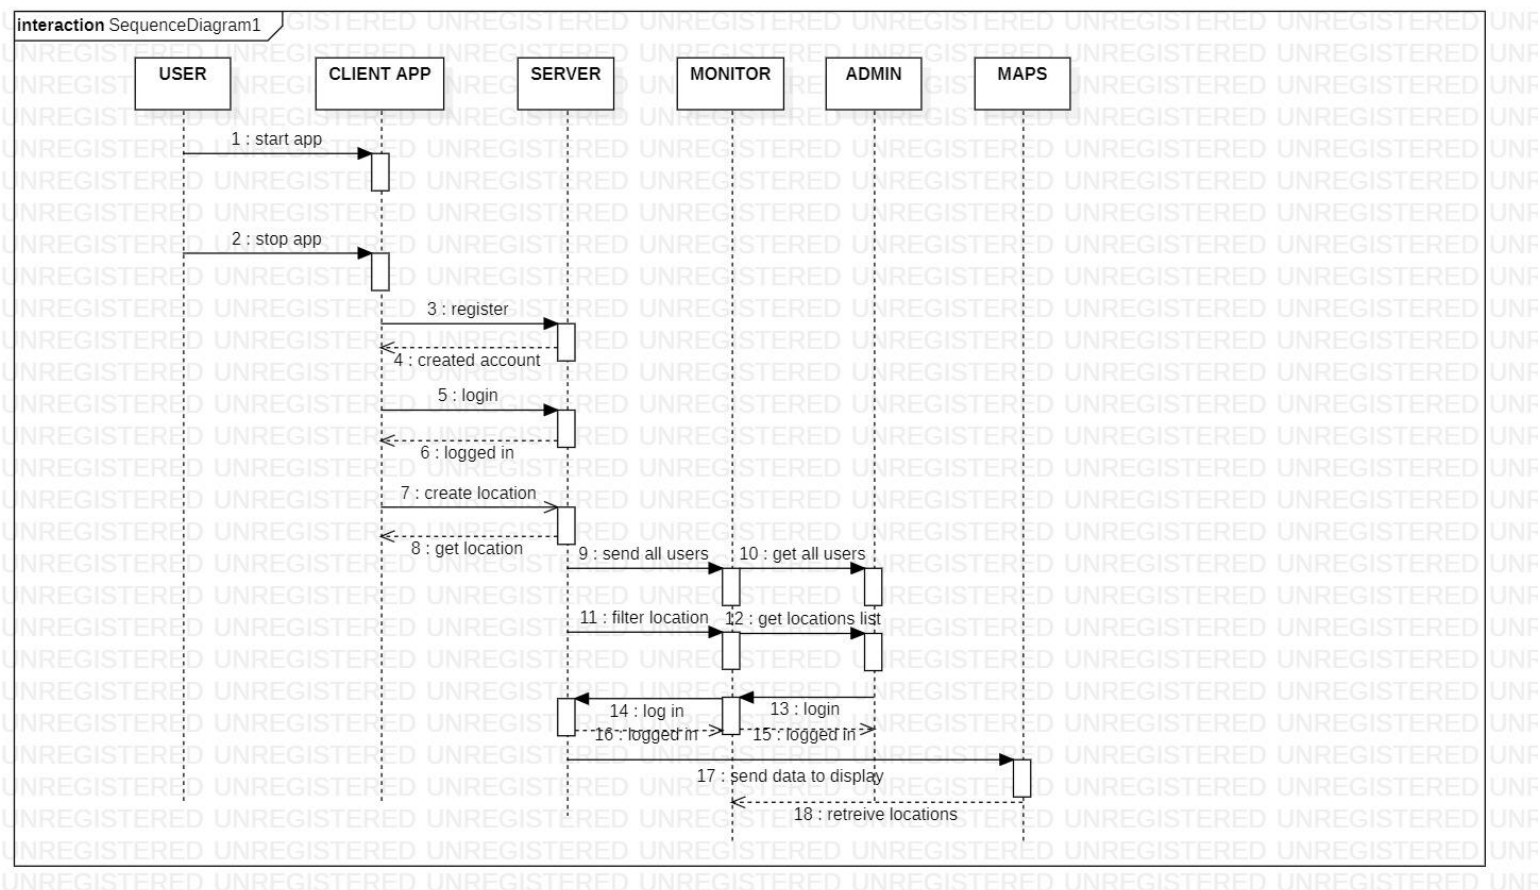 interaction SequenceDiagram1
USER
CLIENT APP
SERVER
MONITOR
ADMIN
MAPS
1 : start app
2 : stop app
3 : register
4 : created account
5 : login
6 : logged in
7 : create location
8 : get location
9 : send all users
10 : get all users
11 : filter location
12 : get locations list
13 : login
14 : log in
15 : logged in
16 : logged in
17 : send data to display
18 : retreive locations
UNREGISTERED